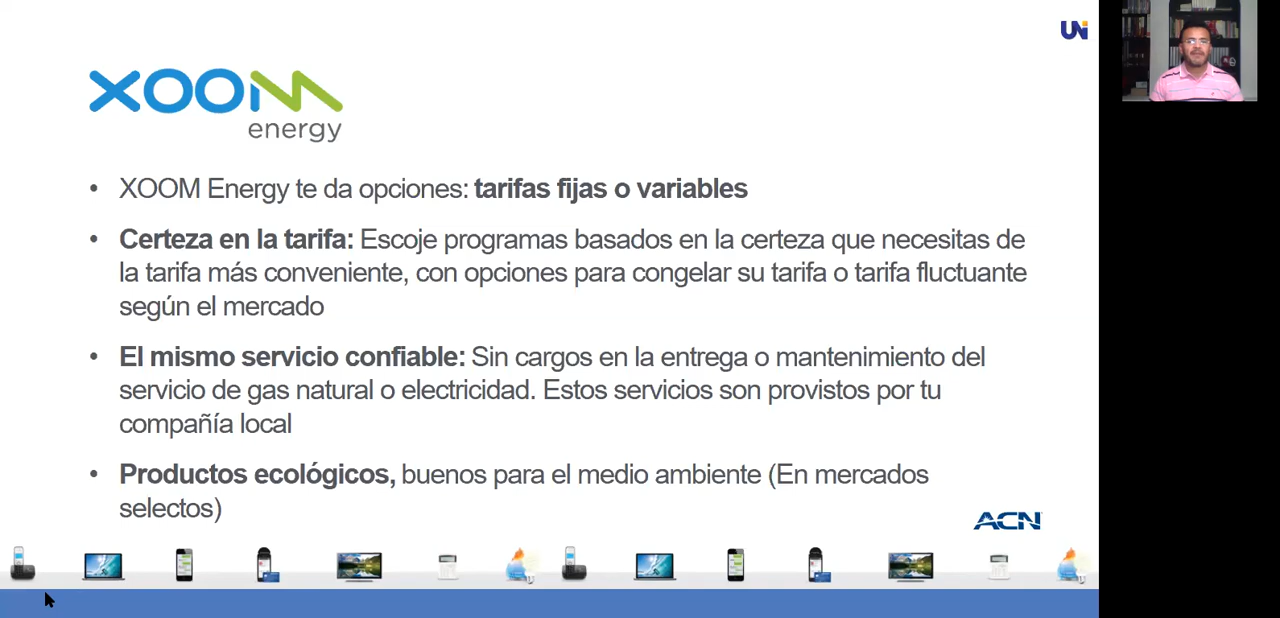 UNi
XOOM
energy
• XOOM Energy te da opciones: tarifas fijas o variables
• Certeza en la tarifa: Escoje programas basados en la certeza que necesitas de
la tarifa más conveniente, con opciones para congelar su tarifa o tarifa fluctuante
según el mercado
• El mismo servicio confiable: Sin cargos en la entrega o mantenimiento del
servicio de gas natural o electricidad. Estos servicios son provistos por tu
compañía local
• Productos ecológicos, buenos para el medio ambiente (En mercados
selectos)
ACN